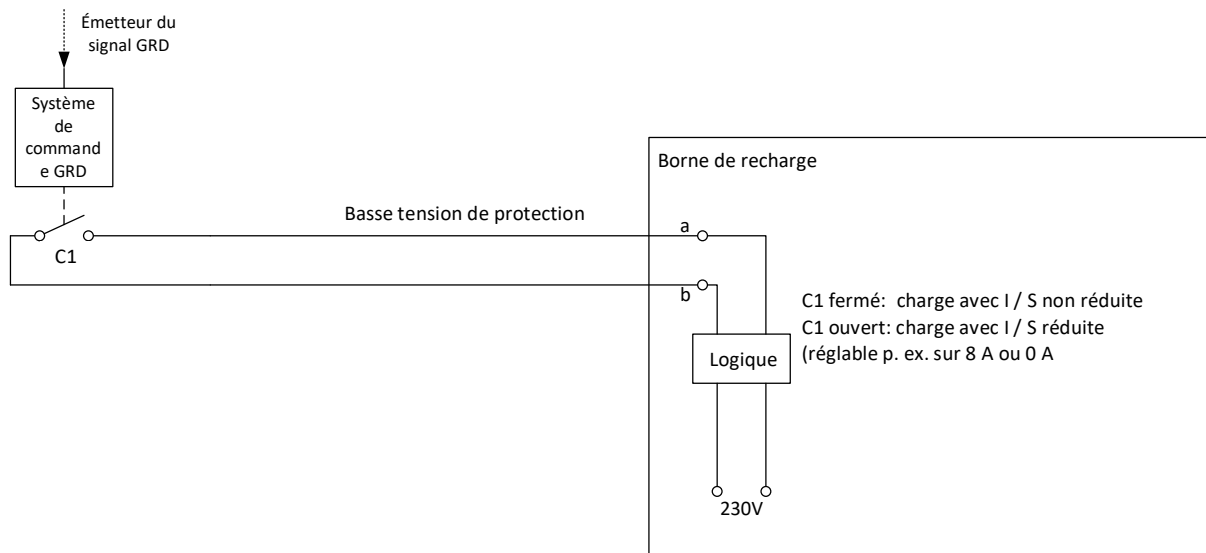 Émetteur du
signal GRD
Système
de
command
e GRD
Borne de recharge
Basse tension de protection
a
C1
b
C1 fermé: charge avec I / S non réduite
C1 ouvert: charge avec I / S réduite
(réglable p. ex. sur 8 A ou 0 A
Logique
230V